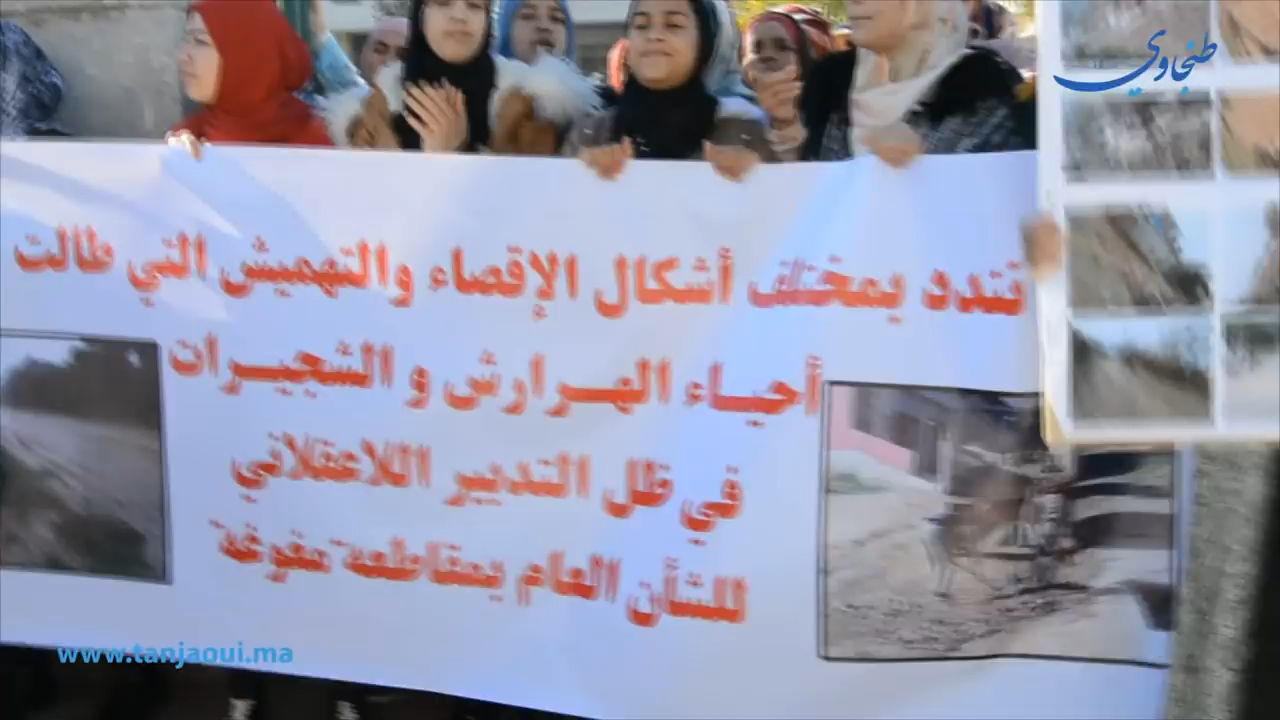 طنجاوي
تندد بمختلف أشكال الإقصاء والتهميش التي طالت
أحياء الهرارش و الشجيرات
في ظل التدبير اللاعقلاني
للشأن العام بمقاطعة مغوغة
www.tanjaoui.ma